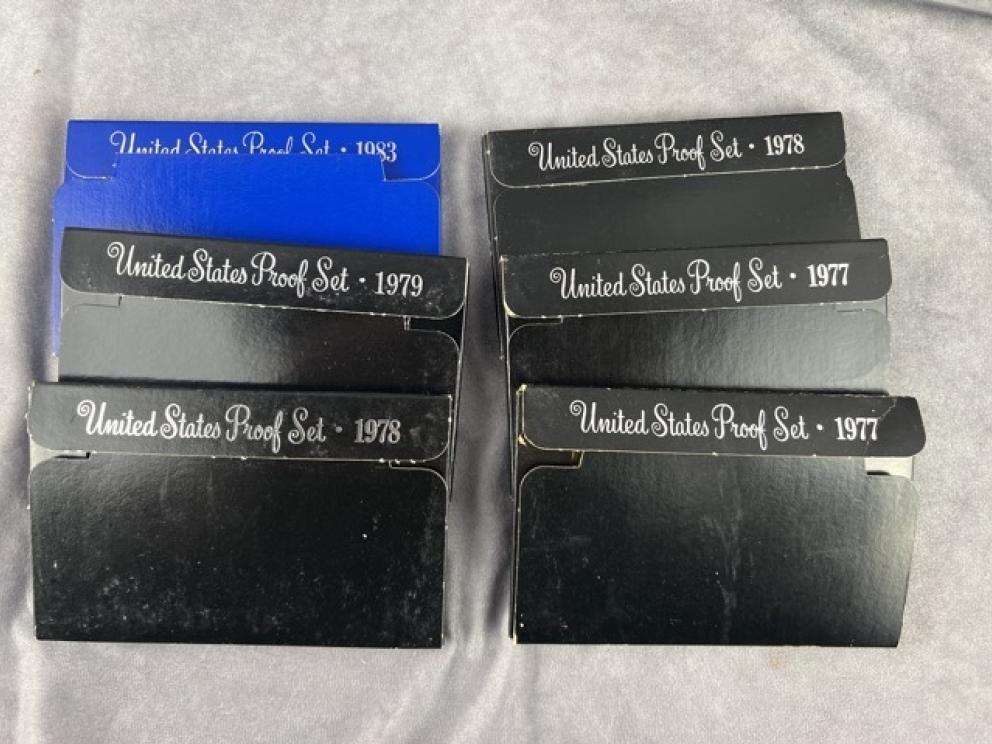 United States Proof Set · 1983
United States Proof Set · 1979
United States Proof Set · 1978
United States Proof Set · 1978
United States Proof Set · 1977
United States Proof Set · 1977